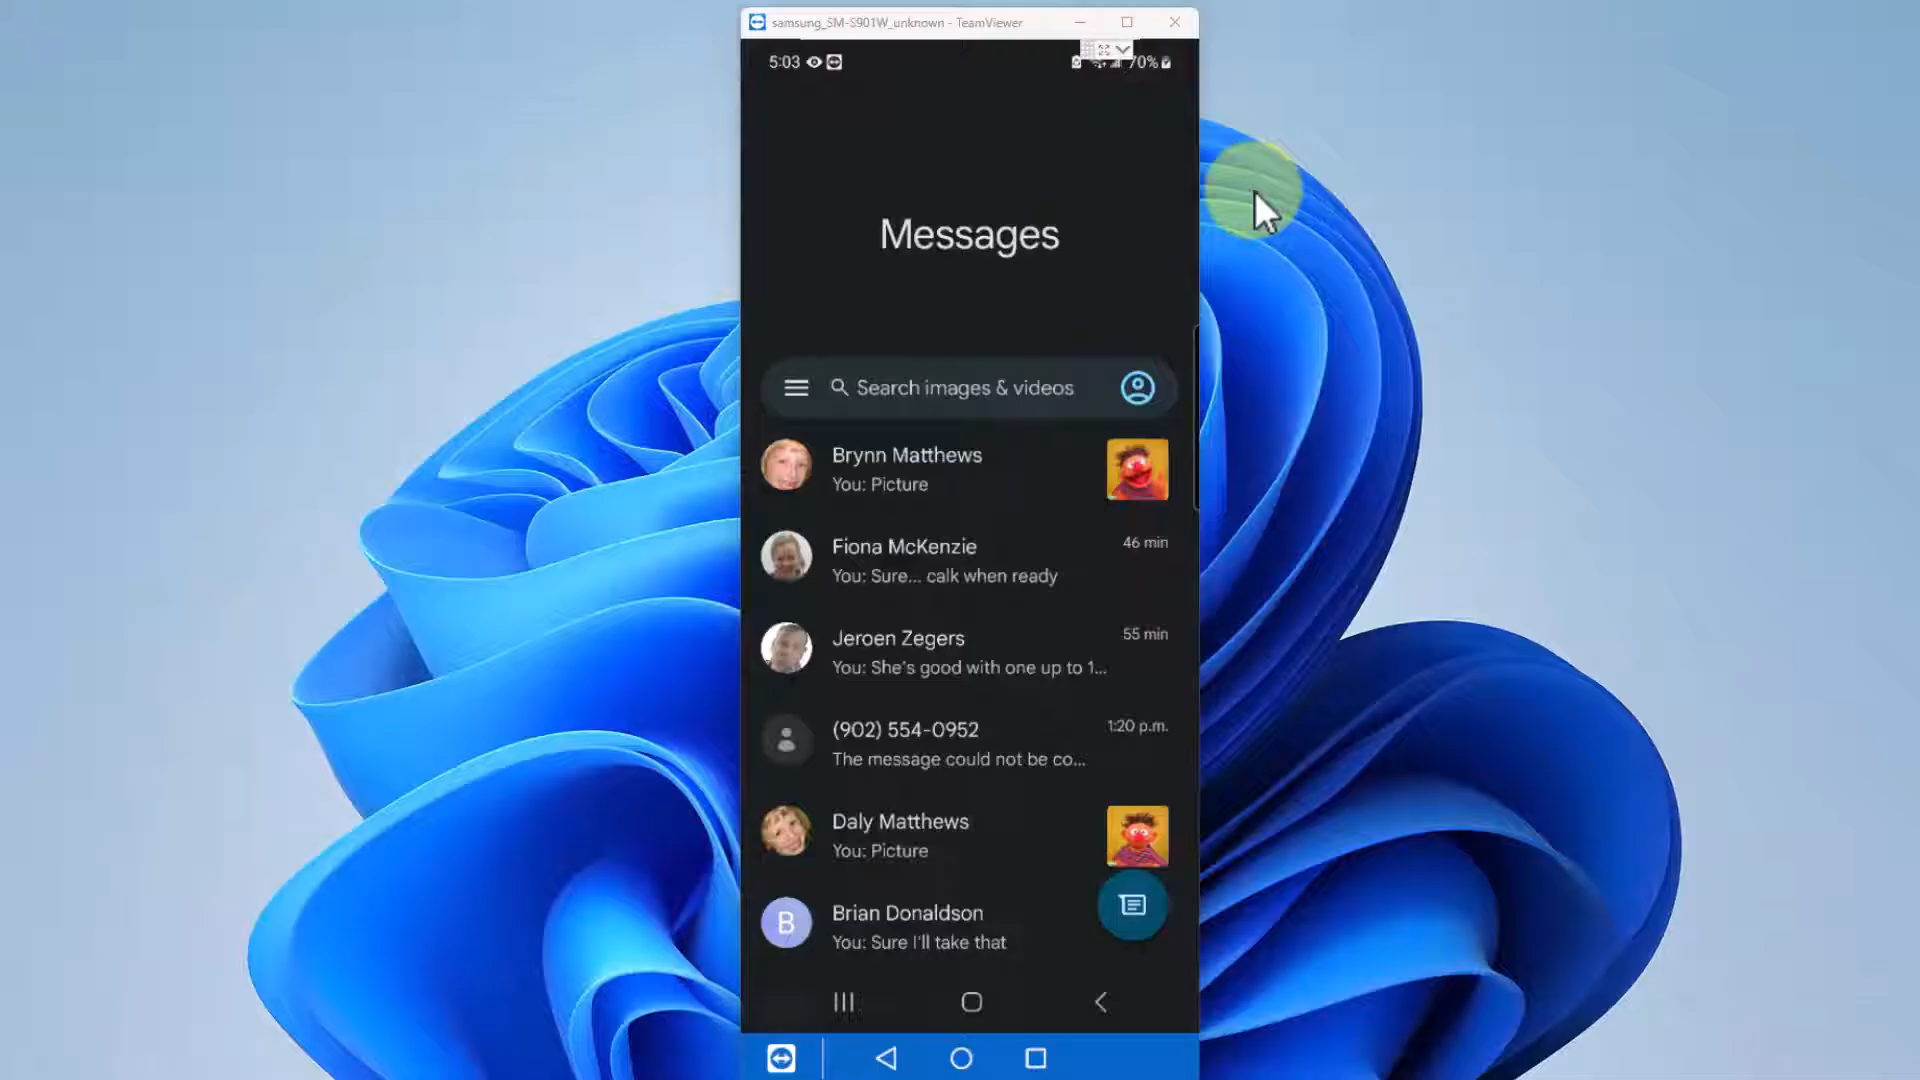 samsung_SM-S901W_unknown - TeamViewer
5:03
70%
Messages
Search images & videos
Brynn Matthews
You: Picture
Fiona McKenzie
46 min
You: Sure... calk when ready
Jeroen Zegers
55 min
You: She's good with one up to 1...
(902) 554-0952
1:20 p.m.
The message could not be co...
Daly Matthews
You: Picture
B
Brian Donaldson
You: Sure I'll take that